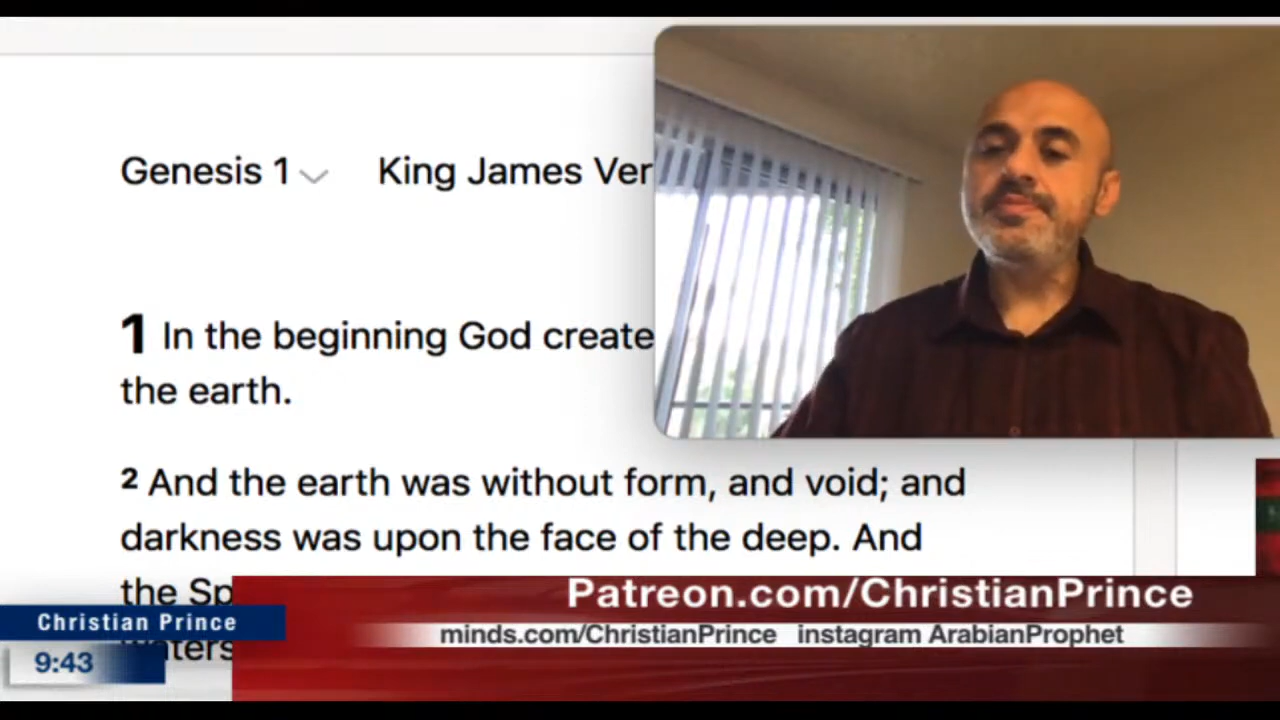 Genesis 1 King James Ver
1 In the beginning God create
the earth.
2 And the earth was without form, and void; and
darkness was upon the face of the deep. And
the Sp
Patreon.com/ChristianPrince
Christian Prince
minds.com/ChristianPrince instagram ArabianProphet
9:43
aters